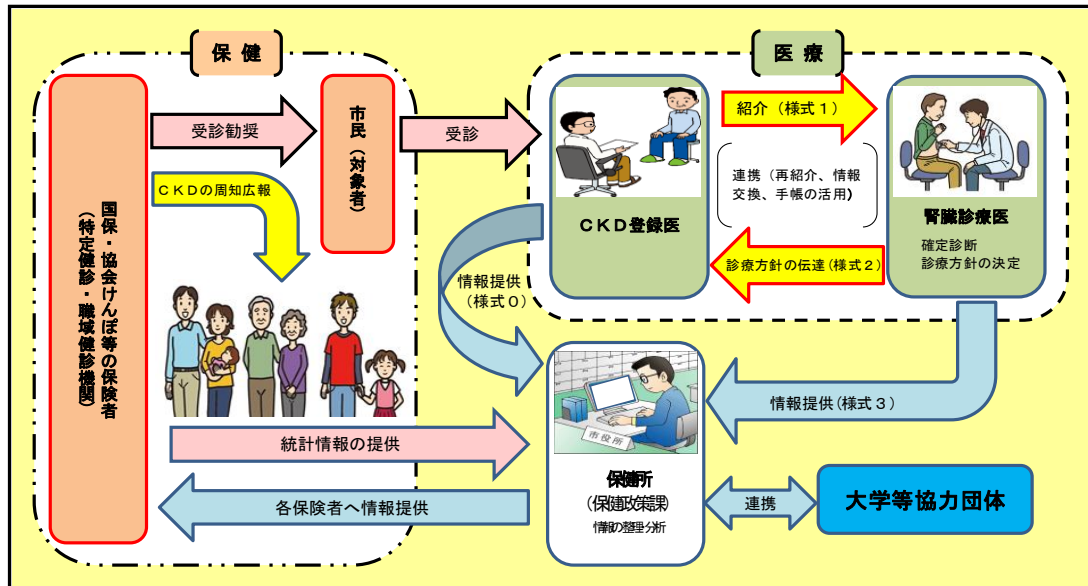 保 健
医 療
国保・協会けんぽ等の保険者
（特定健診・職域健診機関）
受診勧奨
市民（対象者）
受診
ＣＫＤの周知広報
ＣＫＤ登録医
紹介（様式１）
連携（再紹介、情報
交換、手帳の活用）
診療方針の伝達（様式２）
腎臓診療医
確定診断
診療方針の決定
情報提供
（様式０）
情報提供（様式３）
市役所
統計情報の提供
各保険者へ情報提供
保健所
（保健政策課）
情報の整理・分析
連携
大学等協力団体